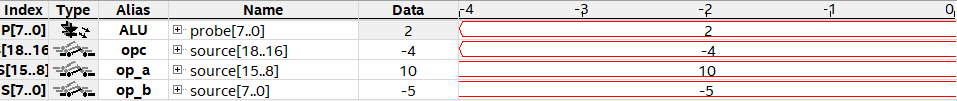 Index Type Alias Name Data -4 -3 -2 -1 0
P[7..0] ALU probe[7..0] 2 2
S[18..16 opc source[18..16] -4 -4
S[15..8] op_a source[15..8] 10 10
S[7..0] op_b source[7..0] -5 -5